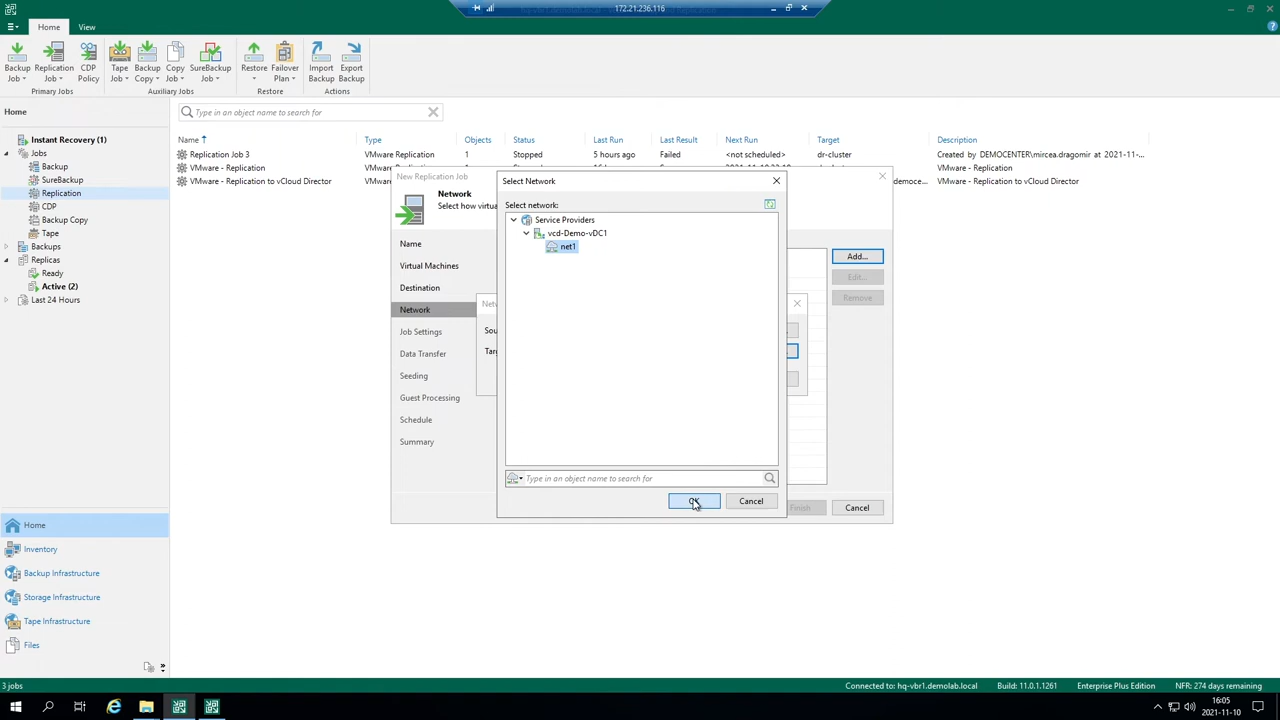 172.21.236.116
Home
View
Backup Job
Replication Job
CDP Policy
Tape Job
Backup Copy
Copy Job
SureBackup Job
Restore
Failover Plan
Import Backup
Export Backup
Primary Jobs
Auxiliary Jobs
Restore
Actions
Home
Type in an object name to search for
Instant Recovery (1)
Jobs
Backup
SureBackup
Replication
CDP
Backup Copy
Tape
Backups
Replicas
Ready
Active (2)
Last 24 Hours
Name
Type
Objects
Status
Last Run
Last Result
Next Run
Target
Description
Replication Job 3
VMware Replication
1
Stopped
5 hours ago
Failed
<not scheduled>
dr-cluster
Created by DEMOCENTER\mircea.dragomir at 2021-11-...
VMware - Replication
VMware - Replication
VMware - Replication to vCloud Director
VMware - Replication to vCloud Director
New Replication Job
Network
Select how virtua
Name
Virtual Machines
Destination
Network
Job Settings
Data Transfer
Seeding
Guest Processing
Schedule
Summary
Add...
Edit...
Remove
Finish
Cancel
Select Network
Select network:
Service Providers
vcd-Demo-vDC1
net1
Type in an object name to search for
OK
Cancel
Home
Inventory
Backup Infrastructure
Storage Infrastructure
Tape Infrastructure
Files
3 jobs
Connected to: hq-vbr1.demolab.local
Build: 11.0.1.1261
Enterprise Plus Edition
NFR: 274 days remaining
16:05
2021-11-10